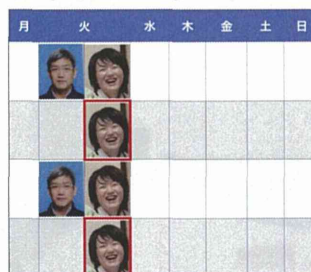 月 火 水 木 金 土 日